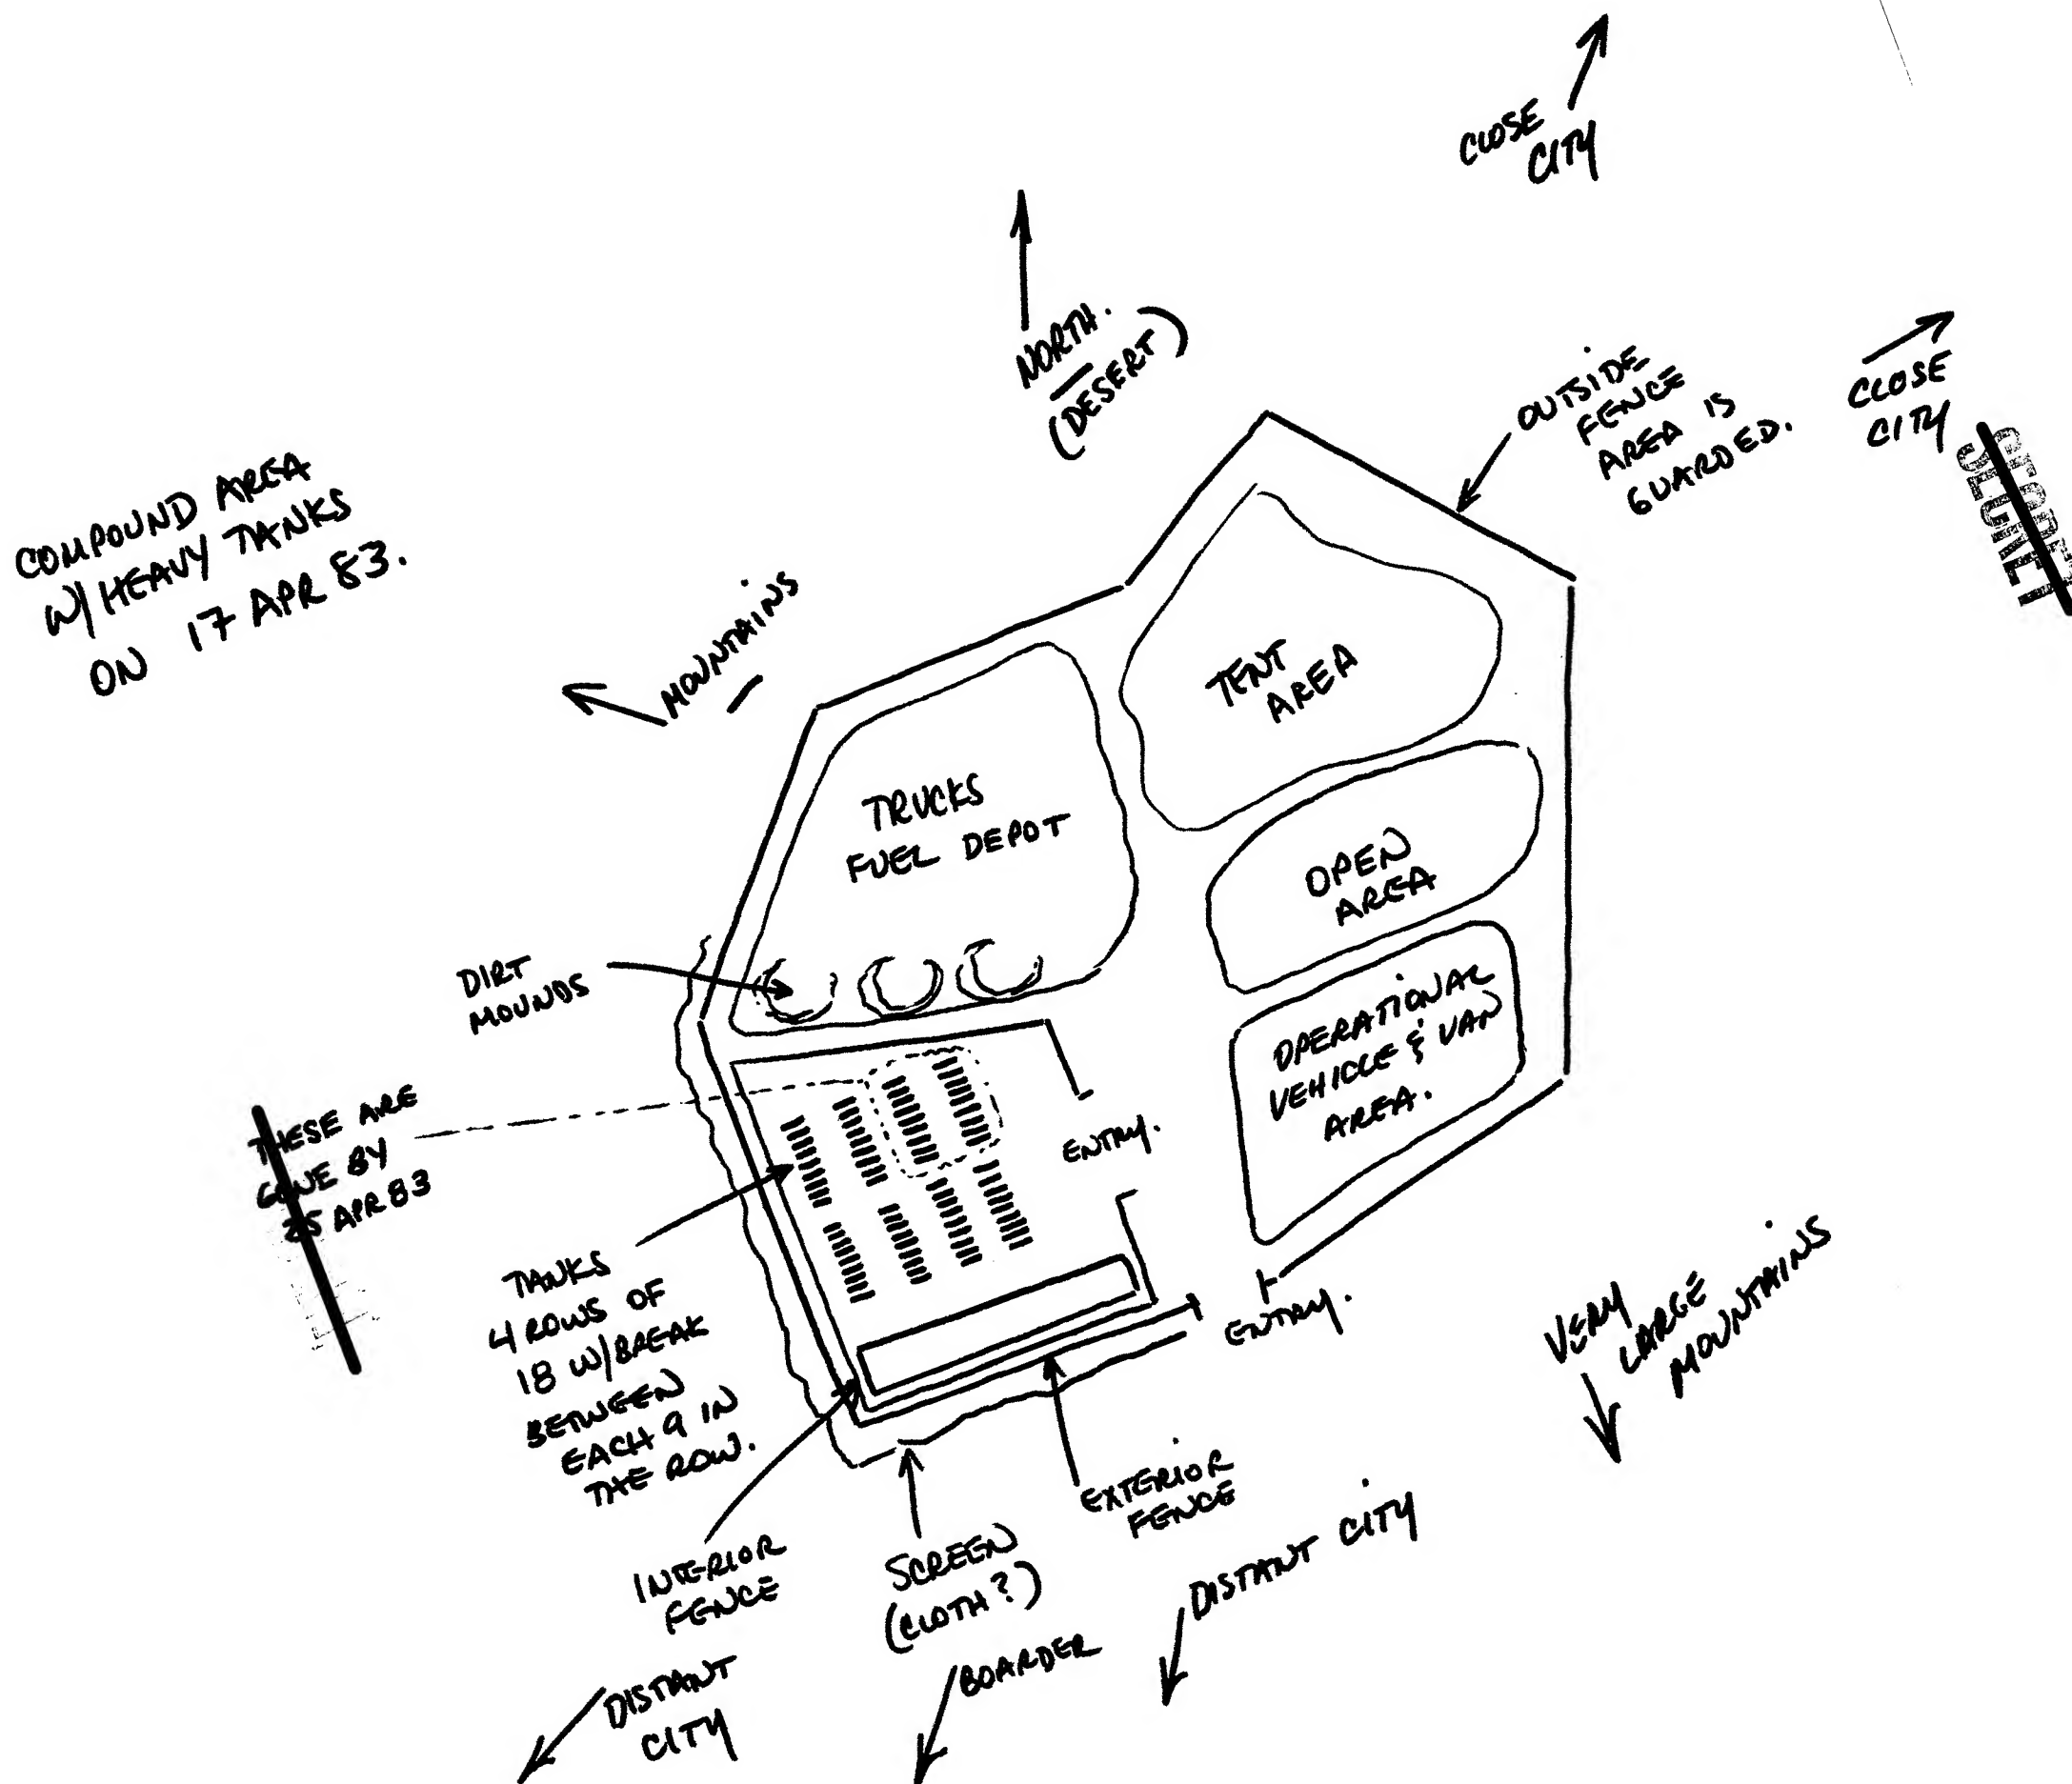 CLOSE
CITY
NORTH.
(DESERT)
OUTSIDE
FENCE
AREA IS
GUARDED.
CLOSE
CITY
SECRET
COMPOUND AREA
W/ HEAVY TANKS
ON 17 APR 83.
MOUNTAINS
TENT
AREA
TRUCKS
FUEL DEPOT
OPEN
AREA
DIRT
MOUNDS
OPERATIONAL
VEHICLE & VAN
AREA.
THESE ARE
GONE BY
25 APR 83
ENTRY.
TANKS
4 ROWS OF
18 W/ BREAK
BETWEEN
EACH 9 IN
THE ROW.
ENTRY.
VERY
LARGE
MOUNTAINS
INTERIOR
FENCE
SCREEN
(CLOTH?)
EXTERIOR
FENCE
DISTANT CITY
DISTANT
CITY
BOARDER